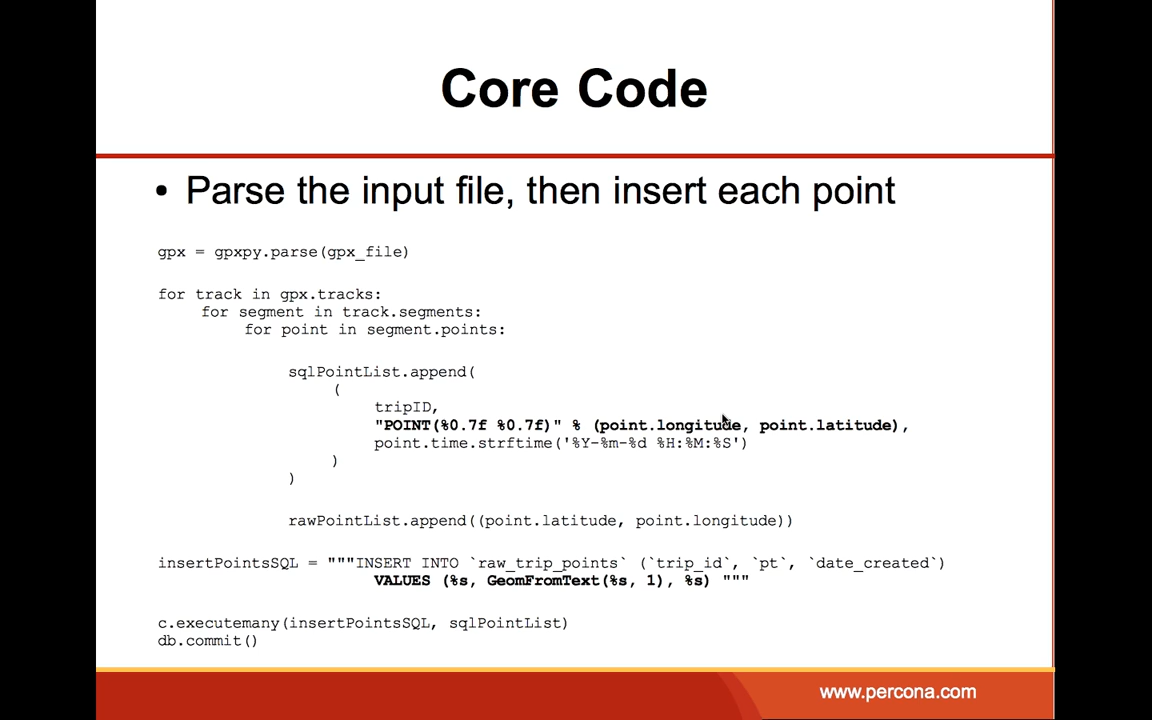 Core Code
• Parse the input file, then insert each point
gpx = gpxpy.parse(gpx_file)
for track in gpx.tracks:
for segment in track.segments:
for point in segment.points:
sqlPointList.append(
(
tripID,
"POINT(%0.7f %0.7f)" % (point.longitude, point.latitude),
point.time.strftime('%Y-%m-%d %H:%M:%S')
)
)
rawPointList.append((point.latitude, point.longitude))
insertPointsSQL = """INSERT INTO `raw_trip_points` (`trip_id`, `pt`, `date_created`)
VALUES (%s, GeomFromText(%s, 1), %s) """
c.executemany(insertPointsSQL, sqlPointList)
db.commit()
www.percona.com